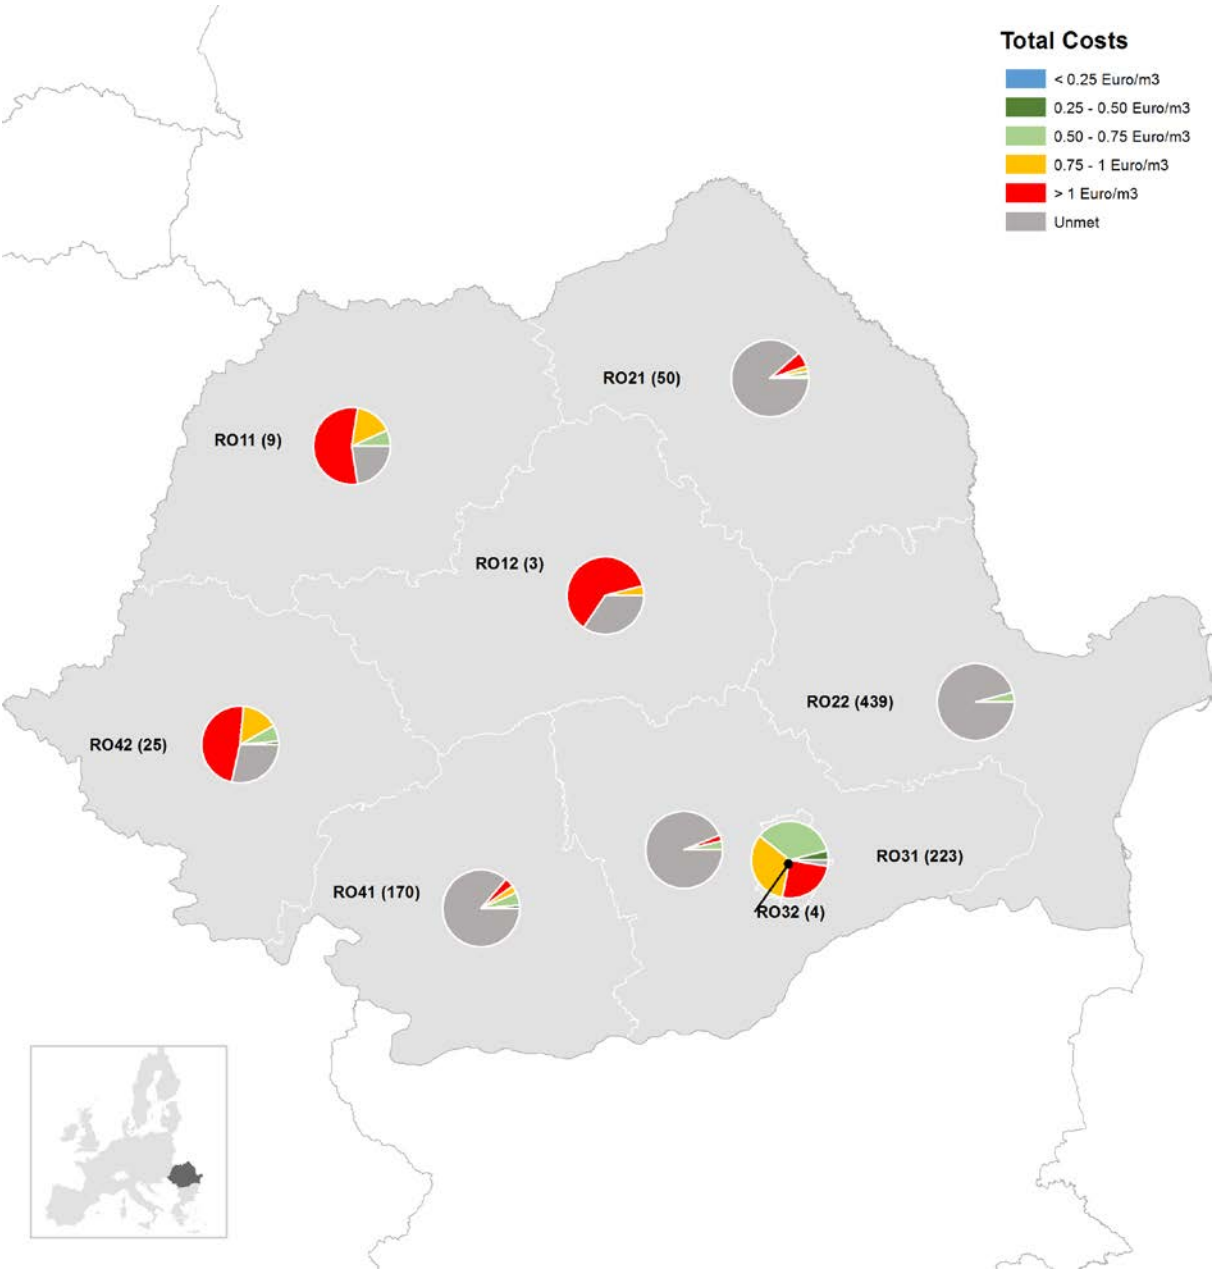 Total Costs
< 0.25 Euro/m3
0.25 - 0.50 Euro/m3
0.50 - 0.75 Euro/m3
0.75 - 1 Euro/m3
> 1 Euro/m3
Unmet
RO21 (50)
RO11 (9)
RO12 (3)
RO22 (439)
RO42 (25)
RO31 (223)
RO41 (170)
RO32 (4)